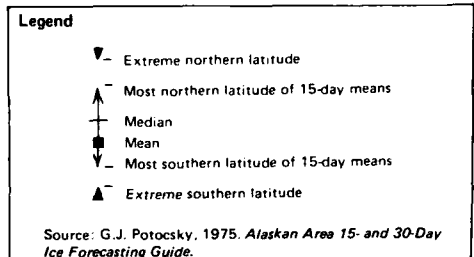 Legend
Extreme northern latitude
Most northern latitude of 15-day means
Median
Mean
Most southern latitude of 15-day means
Extreme southern latitude
Source: G.J. Potocsky, 1975. Alaskan Area 15- and 30-Day
Ice Forecasting Guide.